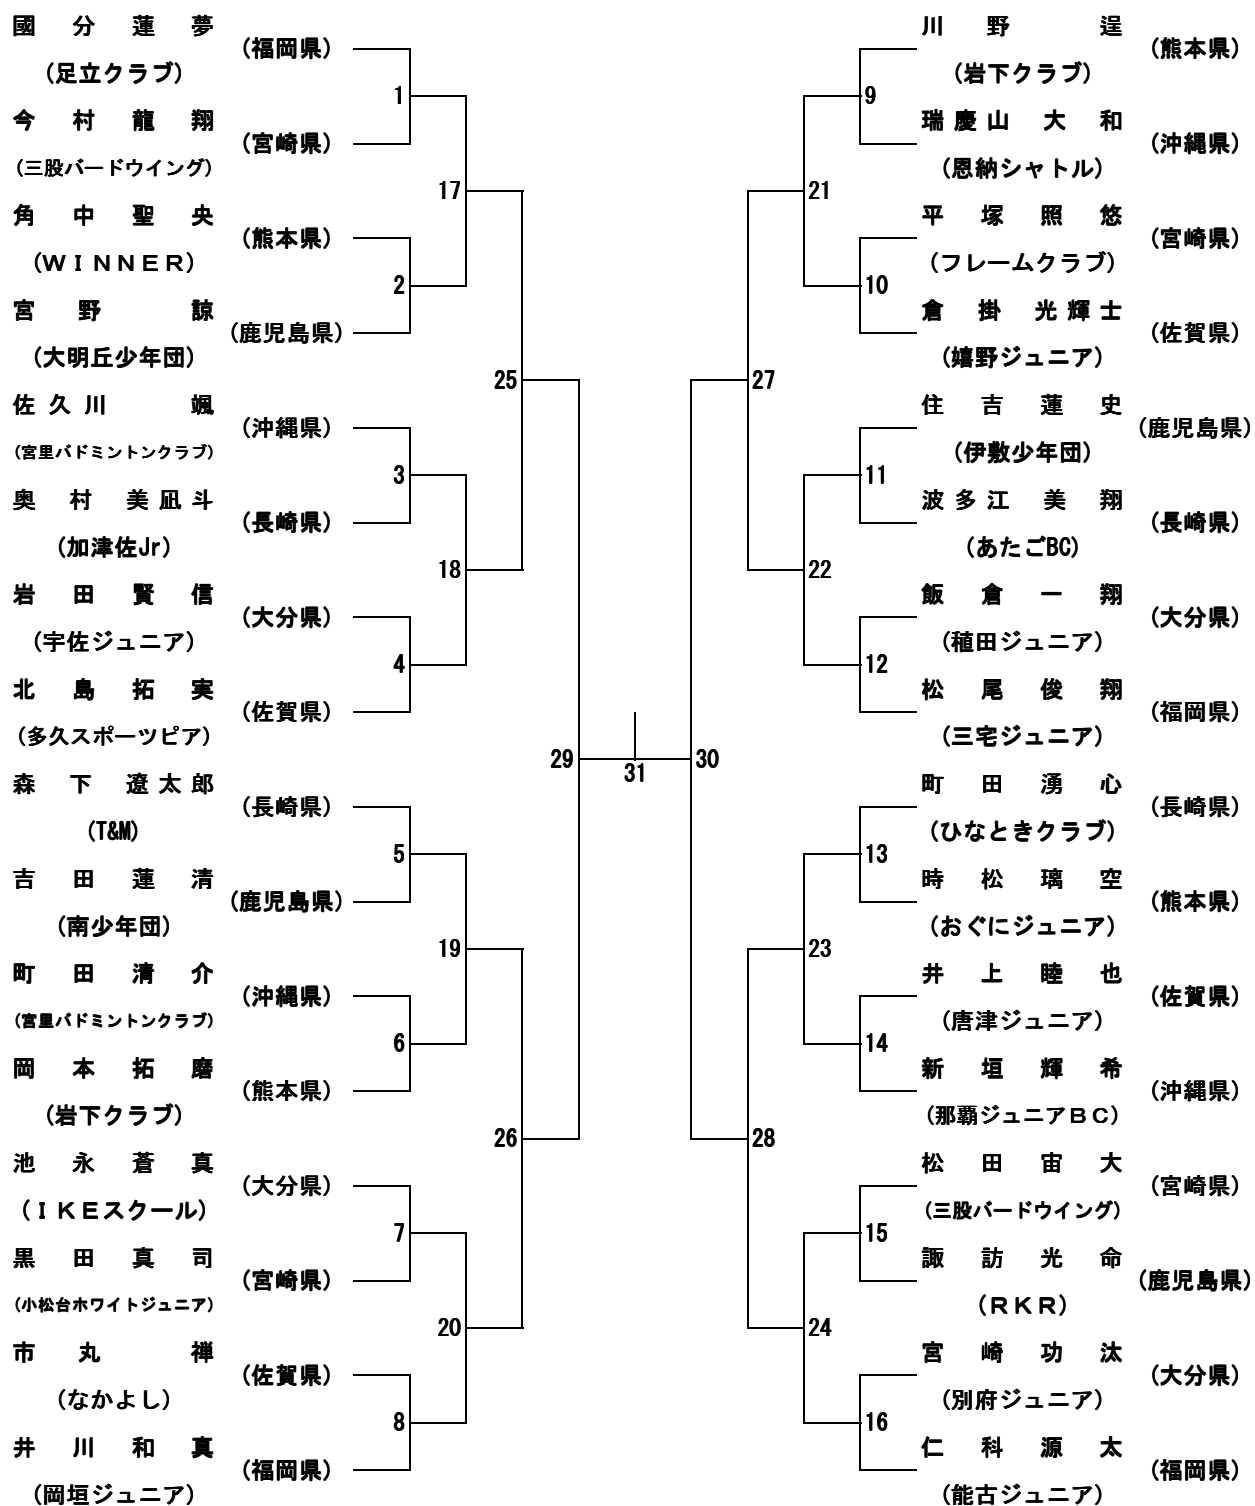 國分蓮夢
(福岡県)
(足立クラブ)
1
今村龍翔
(宮崎県)
(三股バードウイング)
17
角中聖央
(熊本県)
(ＷＩＮＮＥＲ)
2
宮野諒
(鹿児島県)
(大明丘少年団)
25
佐久川颯
(沖縄県)
(宮里バドミントンクラブ)
3
奥村美凪斗
(長崎県)
(加津佐Jr)
18
岩田賢信
(大分県)
(宇佐ジュニア)
4
北島拓実
(佐賀県)
(多久スポーツピア)
29
31
森下遼太郎
(長崎県)
(T&M)
5
吉田蓮清
(鹿児島県)
(南少年団)
19
町田清介
(沖縄県)
(宮里バドミントンクラブ)
6
岡本拓磨
(熊本県)
(岩下クラブ)
26
池永蒼真
(大分県)
(ＩＫＥスクール)
7
黒田真司
(宮崎県)
(小松台ホワイトジュニア)
20
市丸禅
(佐賀県)
(なかよし)
8
井川和真
(福岡県)
(岡垣ジュニア)
川野逞
(熊本県)
(岩下クラブ)
9
瑞慶山大和
(沖縄県)
(恩納シャトル)
21
平塚照悠
(宮崎県)
(フレームクラブ)
10
倉掛光輝士
(佐賀県)
(嬉野ジュニア)
27
住吉蓮史
(鹿児島県)
(伊敷少年団)
11
波多江美翔
(長崎県)
(あたごBC)
22
飯倉一翔
(大分県)
(稙田ジュニア)
12
松尾俊翔
(福岡県)
(三宅ジュニア)
30
町田湧心
(長崎県)
(ひなときクラブ)
13
時松璃空
(熊本県)
(おぐにジュニア)
23
井上睦也
(佐賀県)
(唐津ジュニア)
14
新垣輝希
(沖縄県)
(那覇ジュニアＢＣ)
28
松田宙大
(宮崎県)
(三股バードウイング)
15
諏訪光命
(鹿児島県)
(ＲＫＲ)
24
宮崎功汰
(大分県)
(別府ジュニア)
16
仁科源太
(福岡県)
(能古ジュニア)